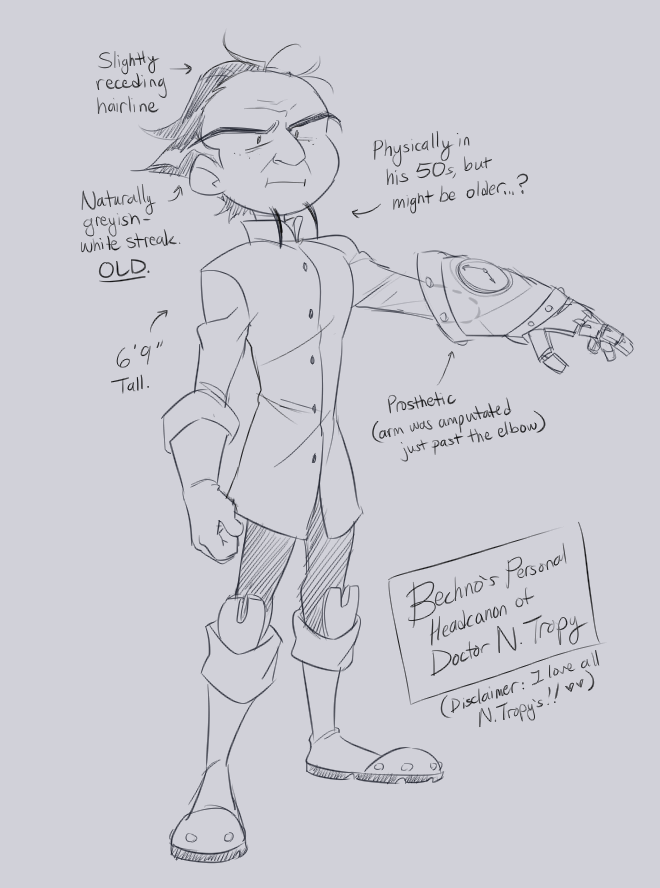 Slightly
receding
hairline
Physically in
his 50s, but
might be older...?
Naturally
greyish-
white streak.
OLD.
6'9"
Tall.
Prosthetic
(arm was amputated
just past the elbow)
Bechno's Personal
Headcanon of
Doctor N. Tropy
(Disclaimer: I love all
N. Tropy's!! ♥♥)